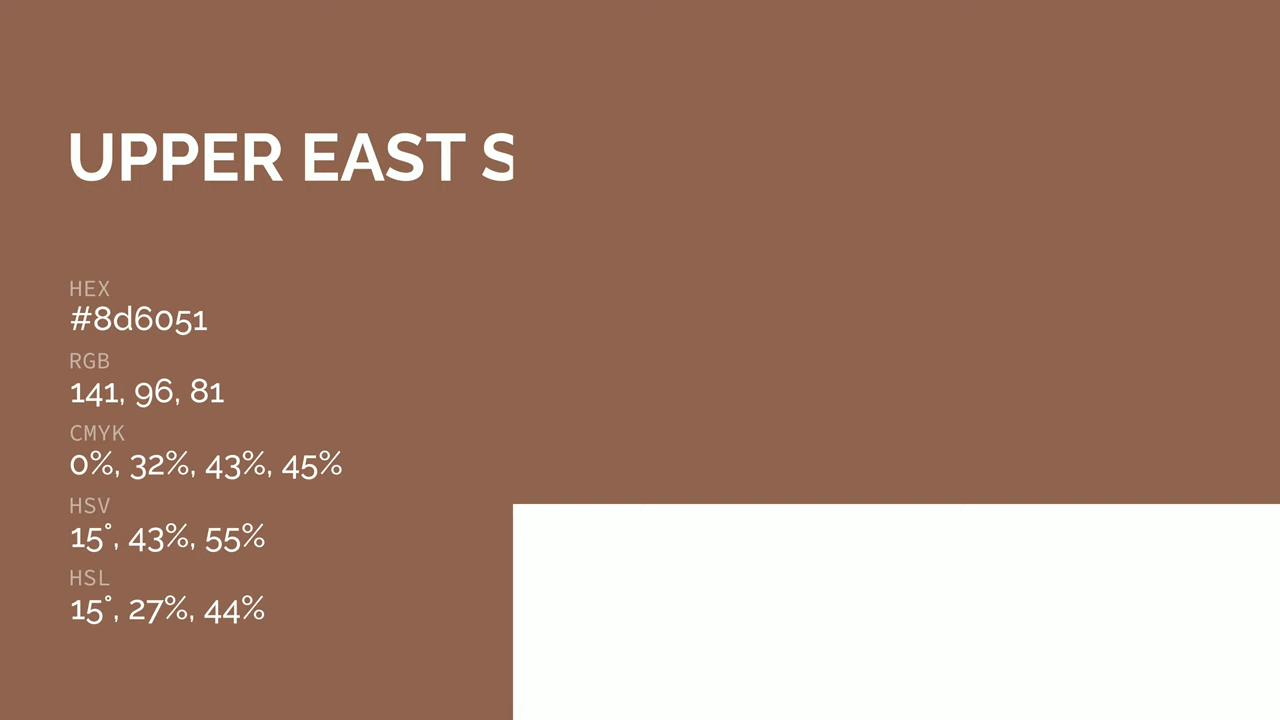 UPPER EAST S
HEX
#8d6051
RGB
141, 96, 81
CMYK
0%, 32%, 43%, 45%
HSV
15°, 43%, 55%
HSL
15°, 27%, 44%